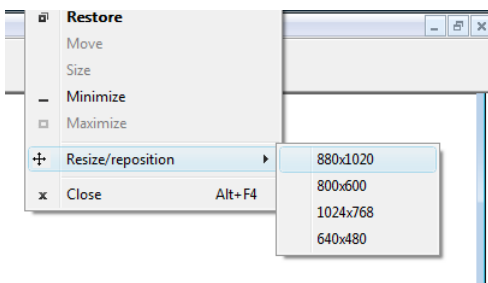 Restore
Move
Size
Minimize
Maximize
Resize/reposition
880x1020
800x600
1024x768
640x480
Close Alt+F4